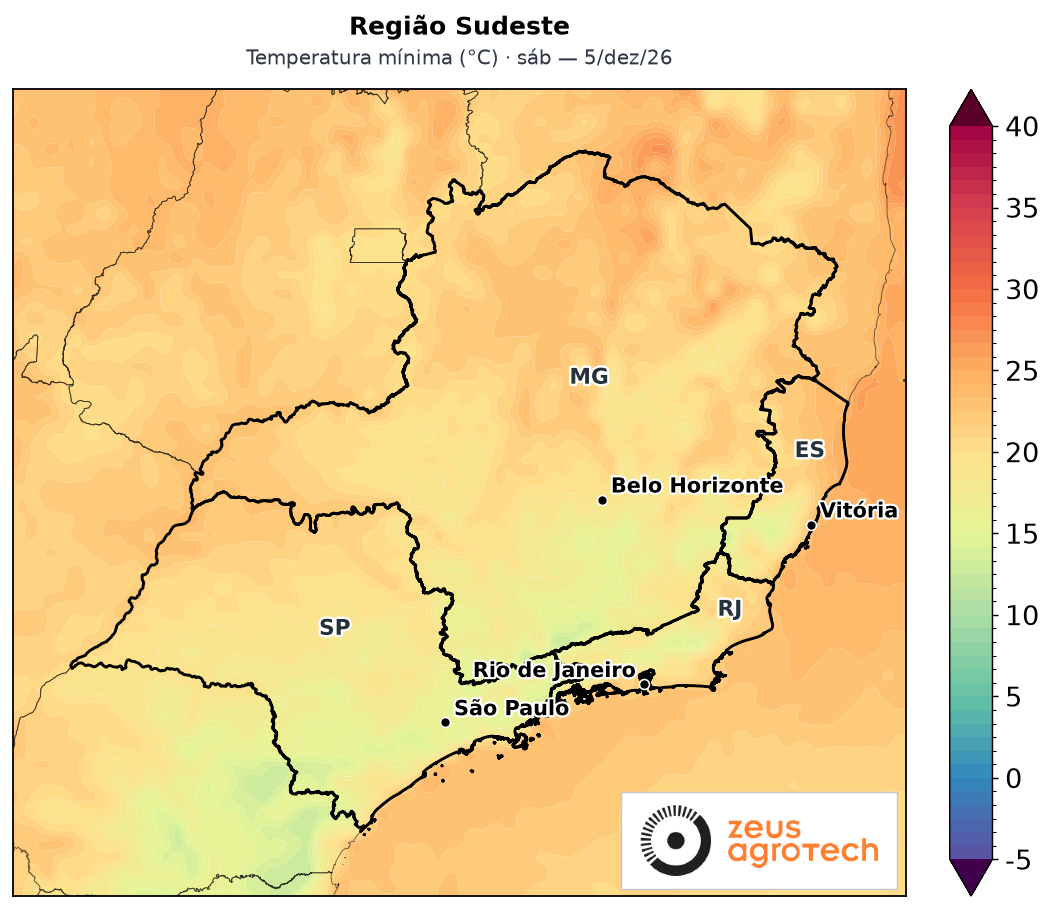 Região Sudeste
Temperatura mínima (°C) · sáb — 5/dez/26
40
35
30
25
20
15
10
5
0
-5
MG
ES
Belo Horizonte
Vitória
RJ
SP
Rio de Janeiro
São Paulo
zeus
agrotech